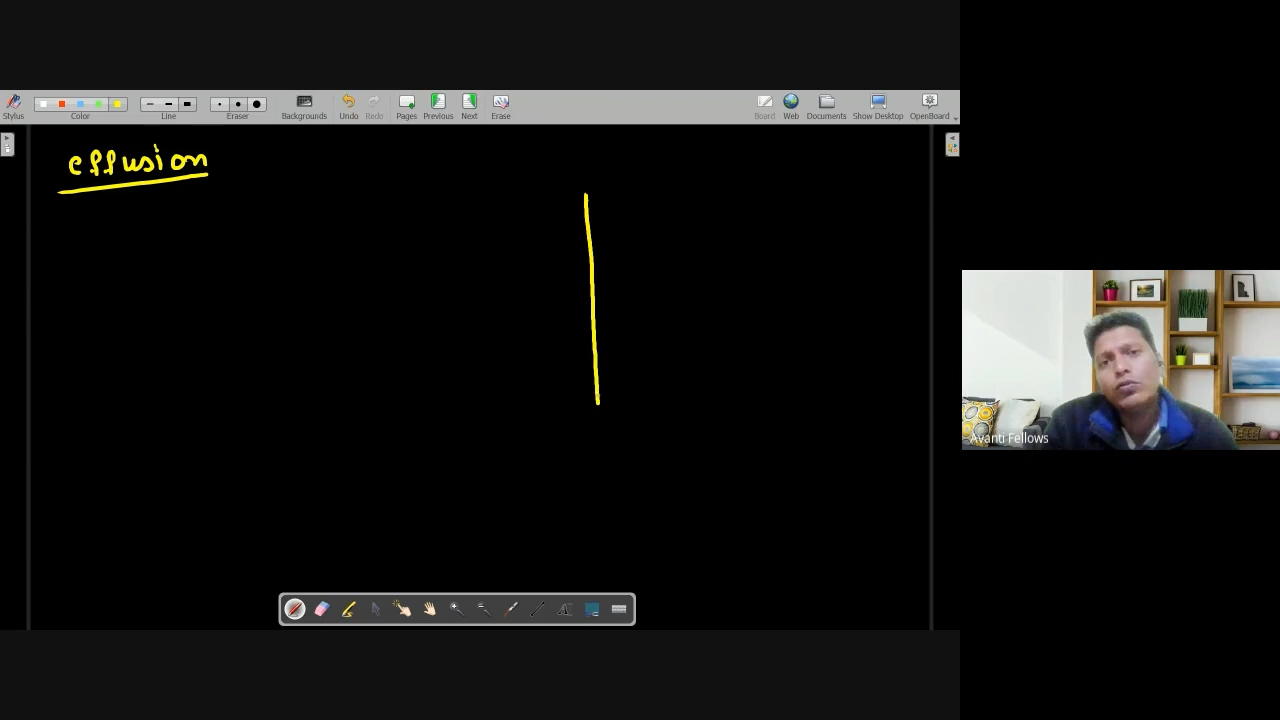 Stylus Color Line Eraser Backgrounds Undo Redo Pages Previous Next Erase Board Web Documents Show Desktop OpenBoard
effusion
Avanti Fellows